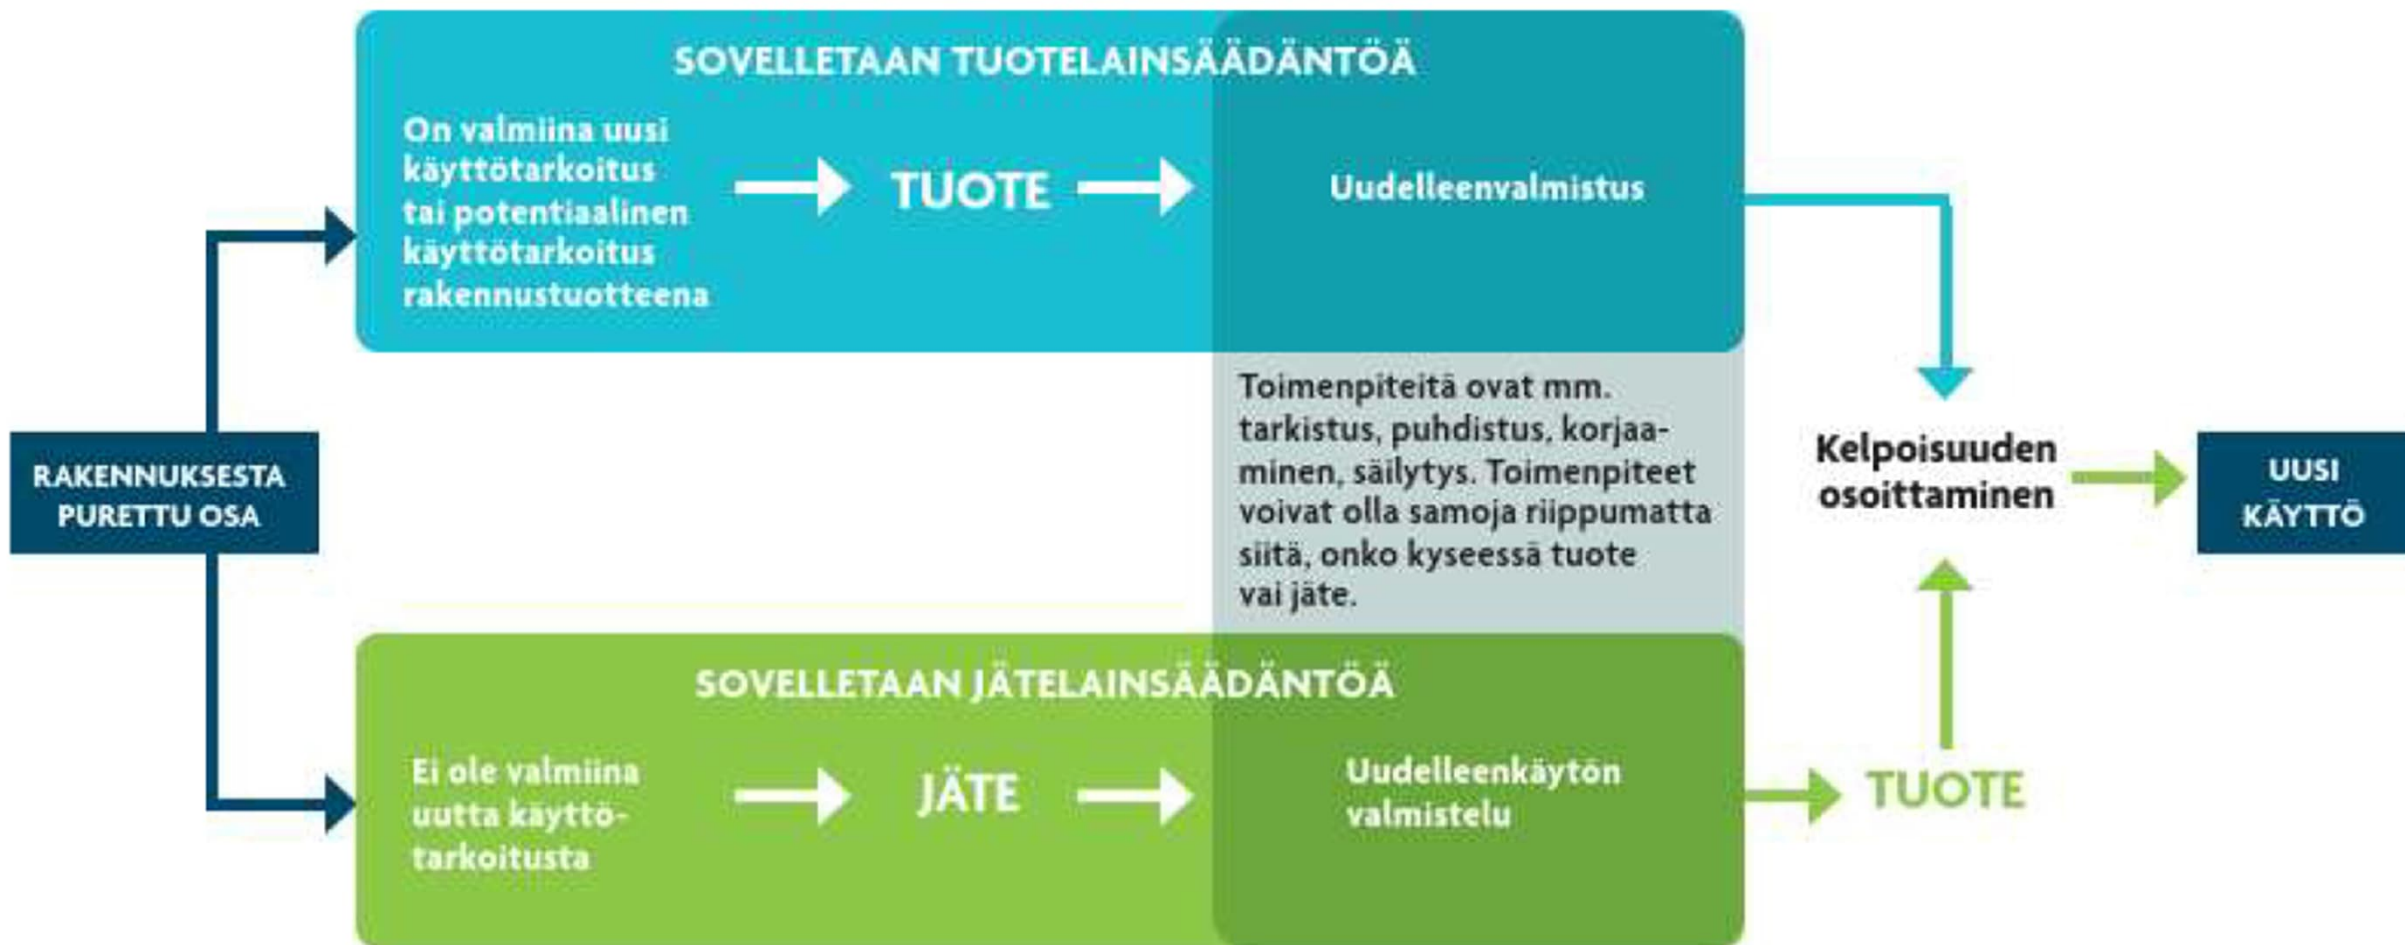 RAKENNUKSESTA
PURETTU OSA
SOVELLETAAN TUOTELAINSÄÄDÄNTÖÄ
On valmiina uusi
käyttötarkoitus
tai potentiaalinen
käyttötarkoitus
rakennustuotteena
TUOTE
Uudelleenvalmistus
Toimenpiteitä ovat mm.
tarkistus, puhdistus, korjaa-
minen, säilytys. Toimenpiteet
voivat olla samoja riippumatta
siitä, onko kyseessä tuote
vai jäte.
SOVELLETAAN JÄTELAINSÄÄDÄNTÖÄ
Ei ole valmiina
uutta käyttö-
tarkoitusta
JÄTE
Uudelleenkäytön
valmistelu
TUOTE
Kelpoisuuden
osoittaminen
UUSI
KÄYTTÖ